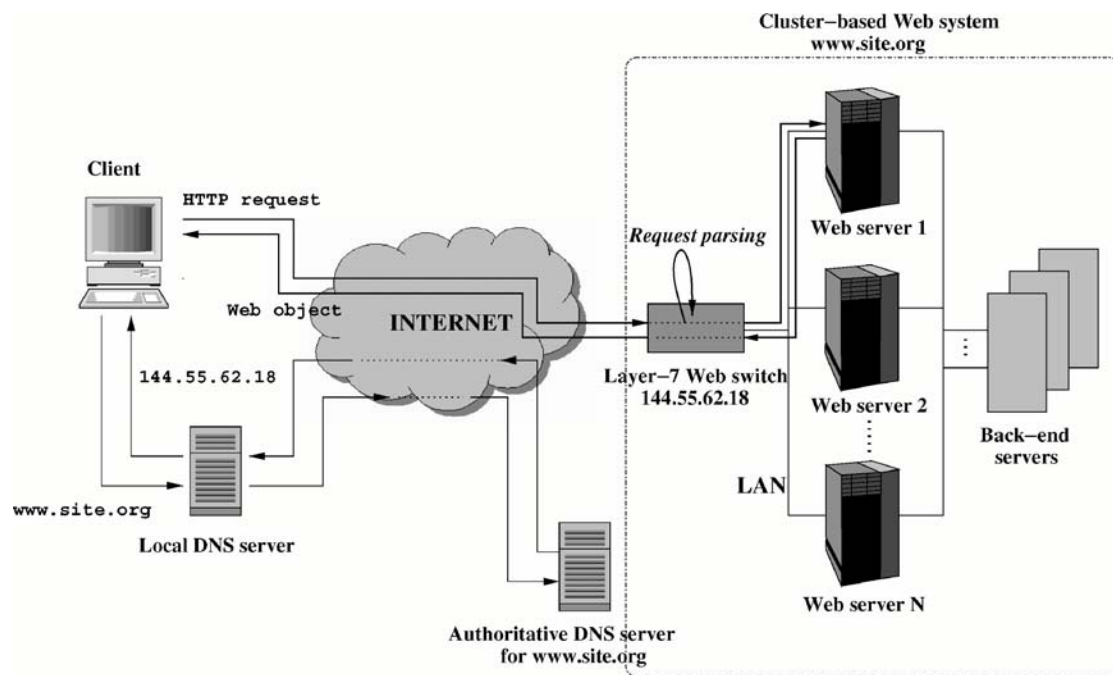 Cluster−based Web system
www.site.org
Client
HTTP request
Web server 1
Request parsing
Web object
INTERNET
Layer−7 Web switch
144.55.62.18
144.55.62.18
Web server 2
Back−end
servers
LAN
www.site.org
Local DNS server
Web server N
Authoritative DNS server
for www.site.org